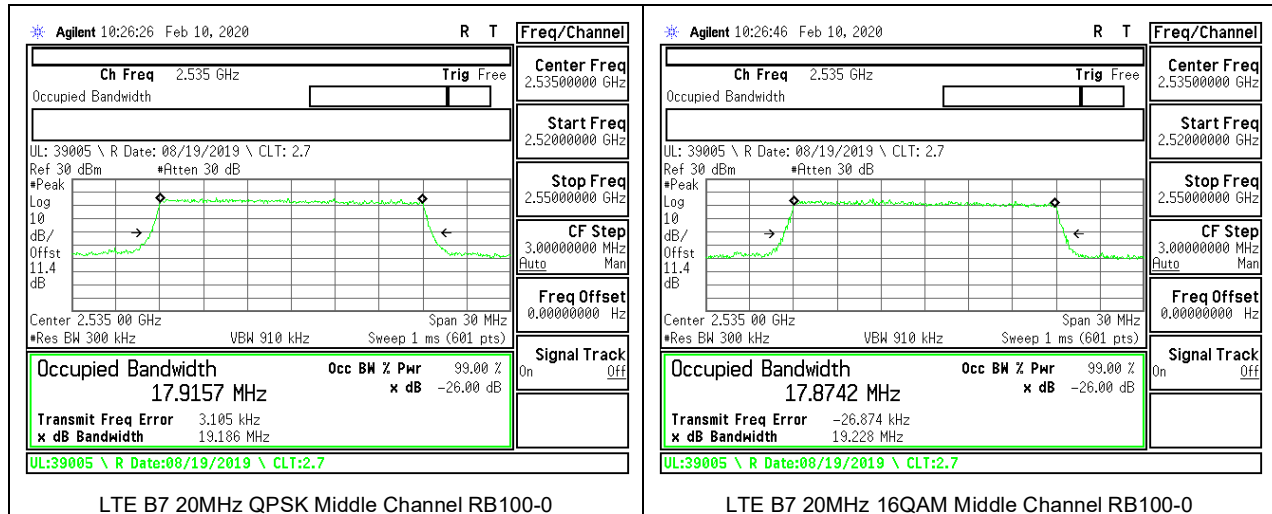 Agilent 10:26:26 Feb 10, 2020 R T
Freq/Channel
Ch Freq 2.535 GHz Trig Free
Occupied Bandwidth
Center Freq
2.53500000 GHz
Start Freq
2.52000000 GHz
UL: 39005 \ R Date: 08/19/2019 \ CLT: 2.7
Ref 30 dBm #Atten 30 dB
#Peak
Log
10
dB/
Offst
11.4
dB
Stop Freq
2.55000000 GHz
CF Step
3.00000000 MHz
Auto Man
Freq Offset
0.00000000 Hz
Center 2.535 00 GHz Span 30 MHz
#Res BW 300 kHz VBW 910 kHz Sweep 1 ms (601 pts)
Signal Track
On Off
Occupied Bandwidth Occ BW % Pwr 99.00 %
17.9157 MHz x dB -26.00 dB
Transmit Freq Error 3.105 kHz
x dB Bandwidth 19.186 MHz
UL:39005 \ R Date:08/19/2019 \ CLT:2.7
LTE B7 20MHz QPSK Middle Channel RB100-0
Agilent 10:26:46 Feb 10, 2020 R T
Freq/Channel
Ch Freq 2.535 GHz Trig Free
Occupied Bandwidth
Center Freq
2.53500000 GHz
Start Freq
2.52000000 GHz
UL: 39005 \ R Date: 08/19/2019 \ CLT: 2.7
Ref 30 dBm #Atten 30 dB
#Peak
Log
10
dB/
Offst
11.4
dB
Stop Freq
2.55000000 GHz
CF Step
3.00000000 MHz
Auto Man
Freq Offset
0.00000000 Hz
Center 2.535 00 GHz Span 30 MHz
#Res BW 300 kHz VBW 910 kHz Sweep 1 ms (601 pts)
Signal Track
On Off
Occupied Bandwidth Occ BW % Pwr 99.00 %
17.8742 MHz x dB -26.00 dB
Transmit Freq Error -26.874 kHz
x dB Bandwidth 19.228 MHz
UL:39005 \ R Date:08/19/2019 \ CLT:2.7
LTE B7 20MHz 16QAM Middle Channel RB100-0